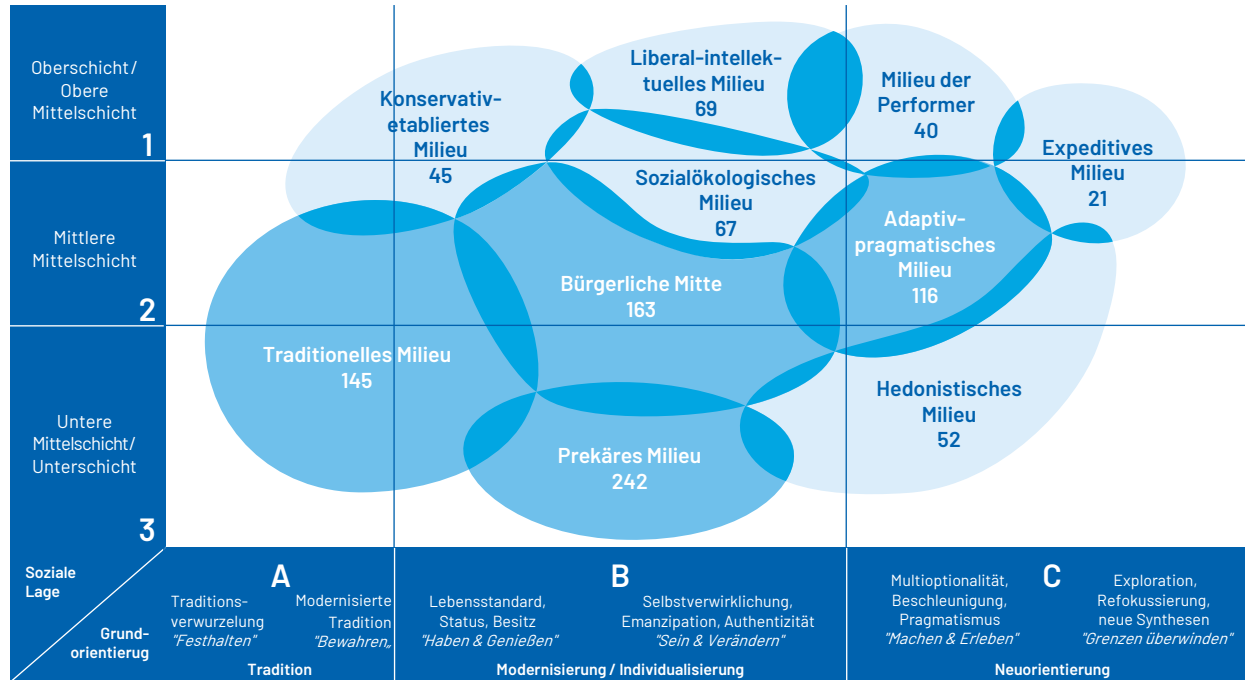 Oberschicht/
Obere
Mittelschicht
1
Mittlere
Mittelschicht
2
Untere
Mittelschicht/
Unterschicht
3
Soziale
Lage
Grund-
orientierug
Konservativ-
etabliertes
Milieu
45
Liberal-intellek-
tuelles Milieu
69
Milieu der
Performer
40
Expeditives
Milieu
21
Sozialökologisches
Milieu
67
Adaptiv-
pragmatisches
Milieu
116
Bürgerliche Mitte
163
Traditionelles Milieu
145
Hedonistisches
Milieu
52
Prekäres Milieu
242
A
Traditions-
verwurzelung
"Festhalten"
Modernisierte
Tradition
"Bewahren„
Tradition
B
Lebensstandard,
Status, Besitz
"Haben & Genießen"
Selbstverwirklichung,
Emanzipation, Authentizität
"Sein & Verändern"
Modernisierung / Individualisierung
C
Multioptionalität,
Beschleunigung,
Pragmatismus
"Machen & Erleben"
Exploration,
Refokussierung,
neue Synthesen
"Grenzen überwinden"
Neuorientierung